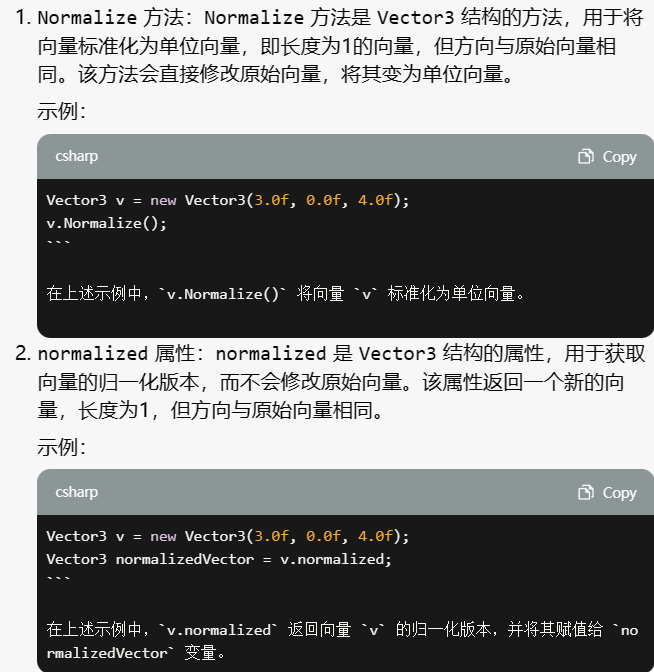 1. Normalize 方法：Normalize 方法是 Vector3 结构的方法，用于将
向量标准化为单位向量，即长度为1的向量，但方向与原始向量相
同。该方法会直接修改原始向量，将其变为单位向量。
示例：
csharp Copy
Vector3 v = new Vector3(3.0f, 0.0f, 4.0f);
v.Normalize();
```
在上述示例中，`v.Normalize()` 将向量 `v` 标准化为单位向量。
2. normalized 属性：normalized 是 Vector3 结构的属性，用于获取
向量的归一化版本，而不会修改原始向量。该属性返回一个新的向
量，长度为1，但方向与原始向量相同。
示例：
csharp Copy
Vector3 v = new Vector3(3.0f, 0.0f, 4.0f);
Vector3 normalizedVector = v.normalized;
```
在上述示例中，`v.normalized` 返回向量 `v` 的归一化版本，并将其赋值给 `no
rmalizedVector` 变量。